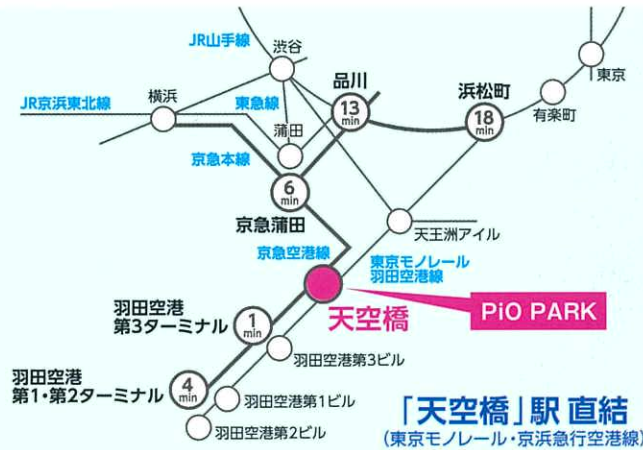 JR山手線
渋谷
東京
品川
浜松町
有楽町
JR京浜東北線
横浜
東急線
13
min
18
min
蒲田
京急本線
6
min
京急蒲田
天王洲アイル
京急空港線
東京モノレール
羽田空港線
天空橋
PiO PARK
羽田空港
第3ターミナル
1
min
羽田空港第3ビル
羽田空港
第1・第2ターミナル
4
min
羽田空港第1ビル
羽田空港第2ビル
「天空橋」駅 直結
(東京モノレール・京浜急行空港線)